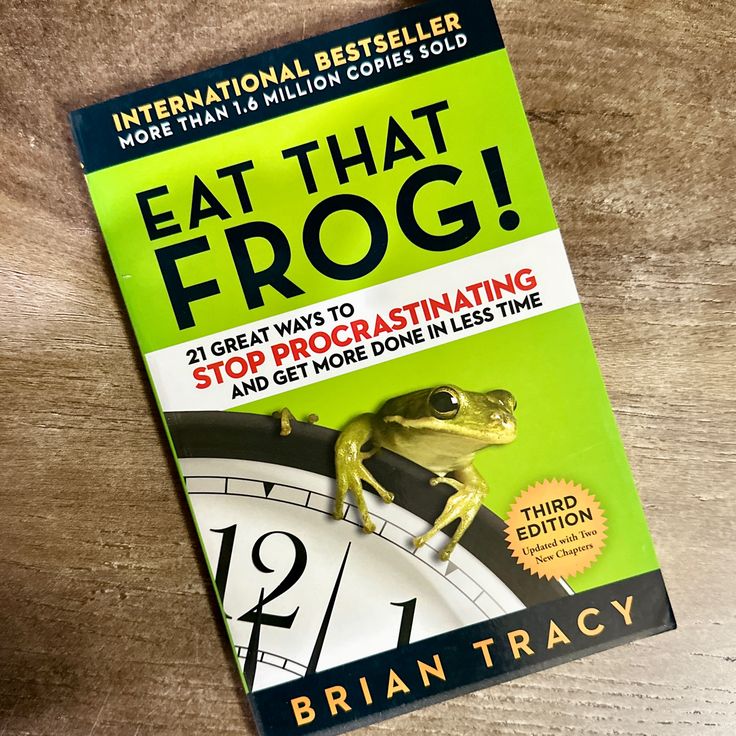 INTERNATIONAL BESTSELLER
MORE THAN 1.6 MILLION COPIES SOLD
EAT THAT
FROG!
21 GREAT WAYS TO
STOP PROCRASTINATING
AND GET MORE DONE IN LESS TIME
THIRD
EDITION
Updated with Two
New Chapters
12
1
BRIAN TRACY